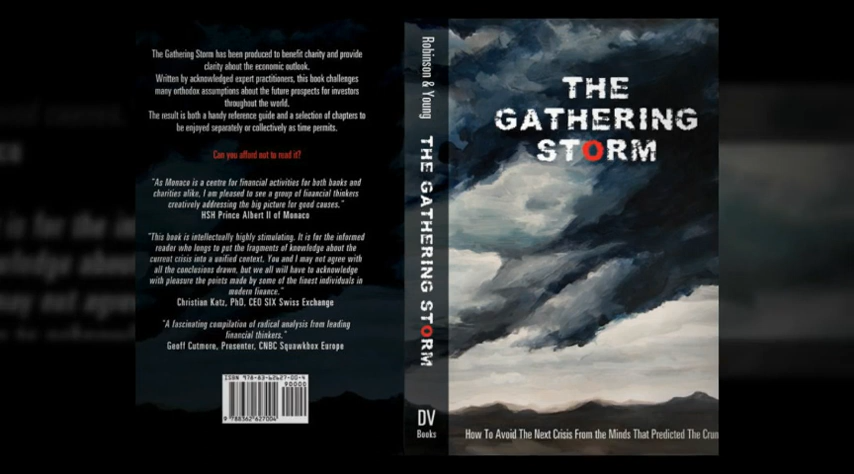 The Gathering Storm has been produced to benefit charity and provide
clarity about the economic outlook.
Written by acknowledged expert practitioners, this book challenges
many orthodox assumptions about the future prospects for investors
throughout the world.
The result is both a handy reference guide and a selection of chapters to
be enjoyed separately or collectively as time permits.
Can you afford not to read it?
"As Monaco is a centre for financial activities for both banks and
charities alike, I am pleased to see a group of financial thinkers
creatively addressing the big picture for good causes."
HSH Prince Albert II of Monaco
"This book is intellectually highly stimulating. It is for the informed
reader who longs to put the fragments of knowledge about the
current crisis into a unified context. You and I may not agree with
all the conclusions drawn, but we all will have to acknowledge
with pleasure the points made by some of the finest individuals in
modern finance."
Christian Katz, PhD, CEO SIX Swiss Exchange
"A fascinating compilation of radical analysis from leading
financial thinkers."
Geoff Cutmore, Presenter, CNBC Squawkbox Europe
ISBN 978-83-62627-00-4
90000
9 788362 627004
Robinson & Young
THE GATHERING STORM
DV
Books
THE
GATHERING
STORM
How To Avoid The Next Crisis From the Minds That Predicted The Crun